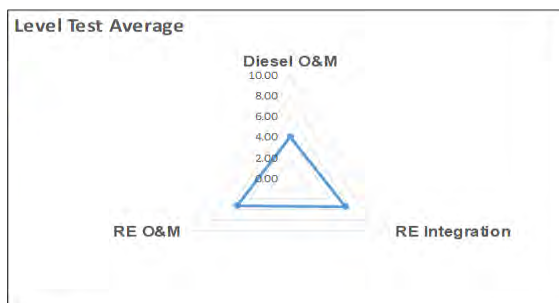 Level Test Average
Diesel O&M
10.00
8.00
6.00
4.00
2.00
0.00
RE O&M
RE Integration